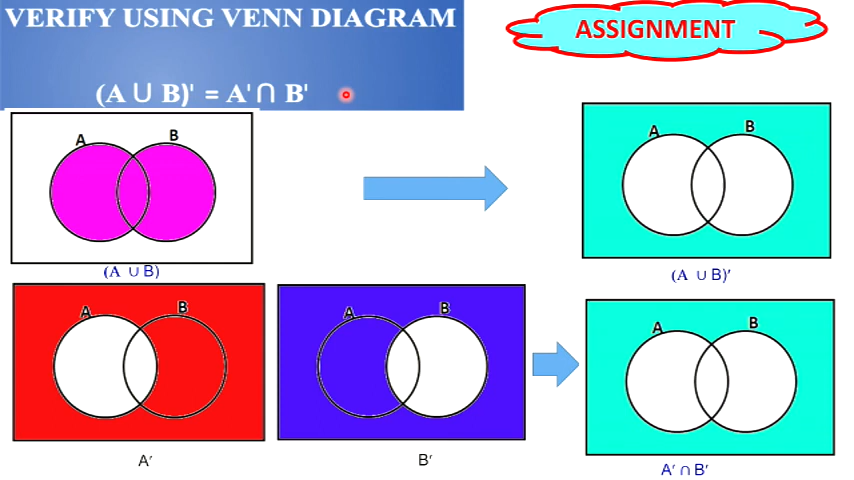 VERIFY USING VENN DIAGRAM
(A ∪ B)' = A'∩ B'
ASSIGNMENT
A B
(A ∪ B)
A B
(A ∪ B)′
A B
A′
A B
B′
A B
A′ ∩ B′